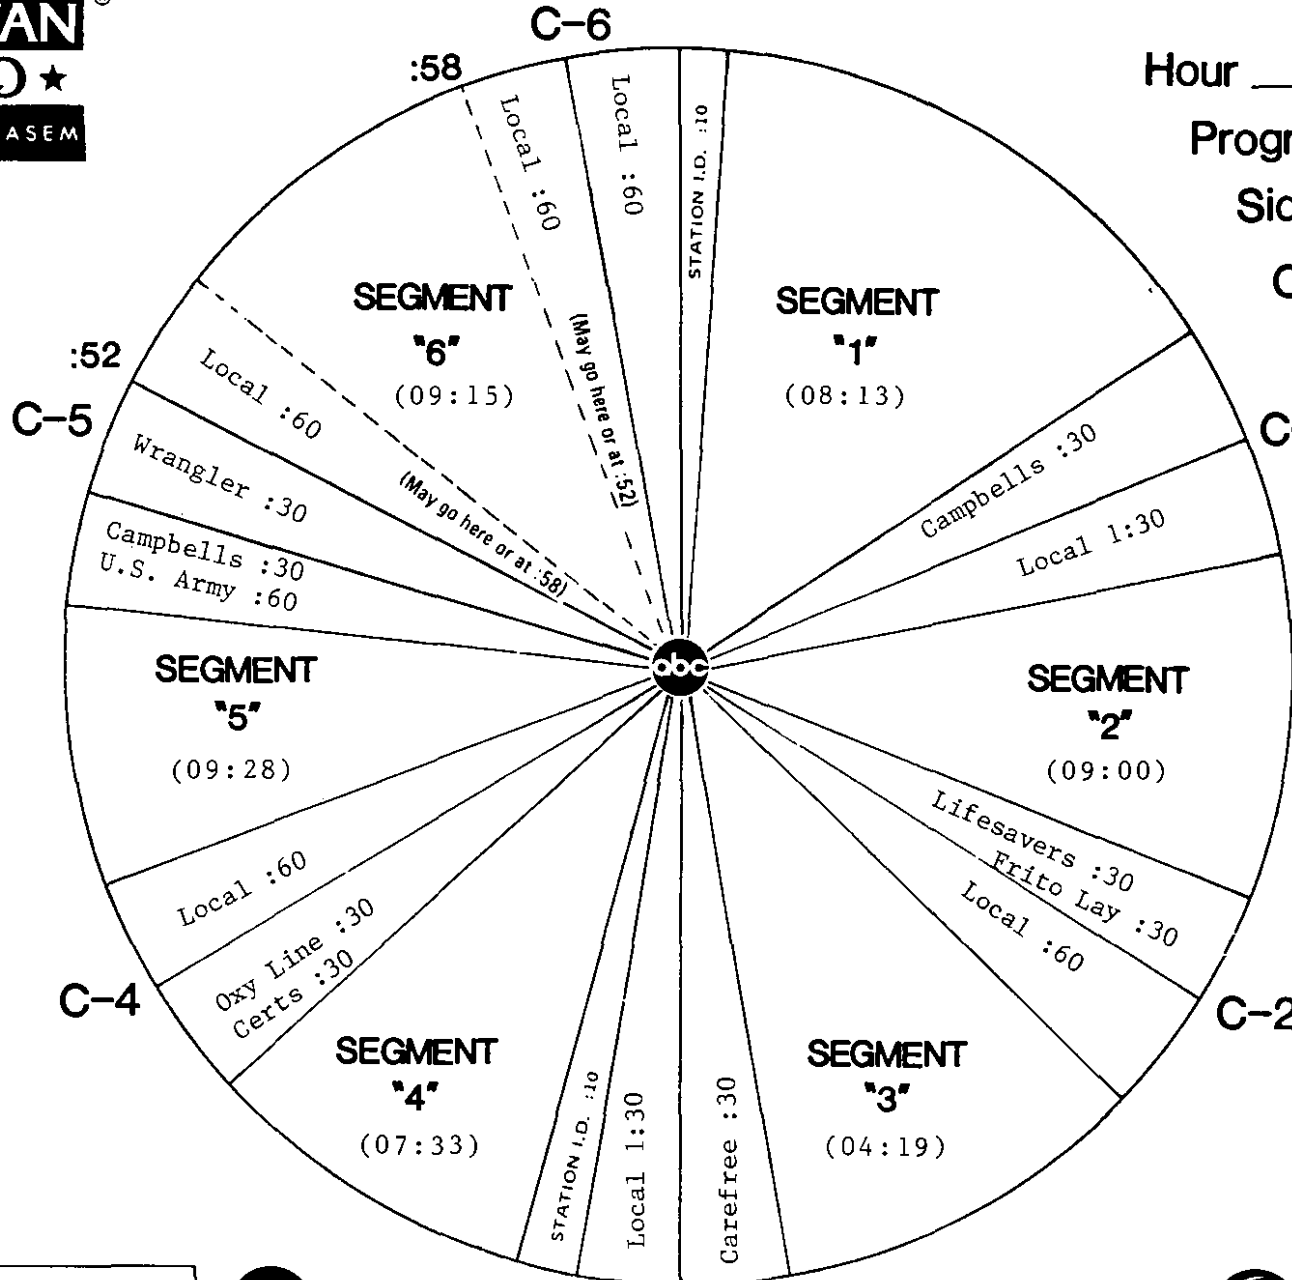 C-6
:58
ASEM
Hour
Local :60
Local :60
STATION I.D. :10
SEGMENT
"6"
(09:15)
(May go here or at :52)
SEGMENT
"1"
(08:13)
:52
C-5
Local :60
(May go here or at :58)
Wrangler :30
Campbells :30
U.S. Army :60
Campbells :30
Local 1:30
abc
SEGMENT
"5"
(09:28)
SEGMENT
"2"
(09:00)
Lifesavers :30
Frito Lay :30
Local :60
C-2
Local :60
Oxy Line :30
Certs :30
C-4
SEGMENT
"4"
(07:33)
STATION I.D. :10
Local 1:30
Carefree :30
SEGMENT
"3"
(04:19)